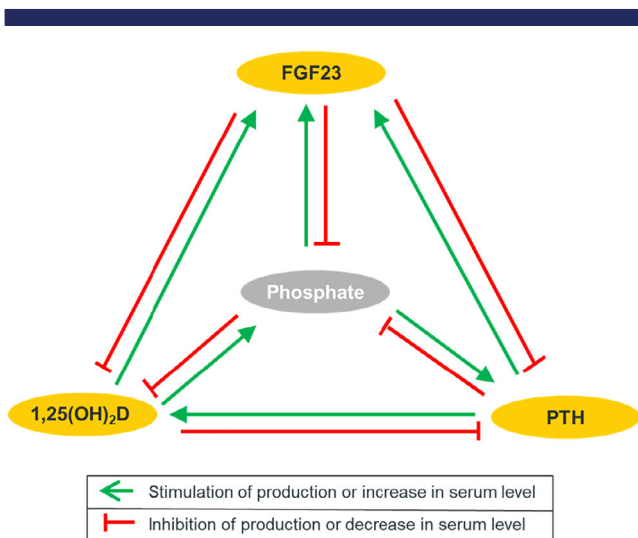 FGF23
Phosphate
1,25(OH)₂D
PTH
Stimulation of production or increase in serum level
Inhibition of production or decrease in serum level